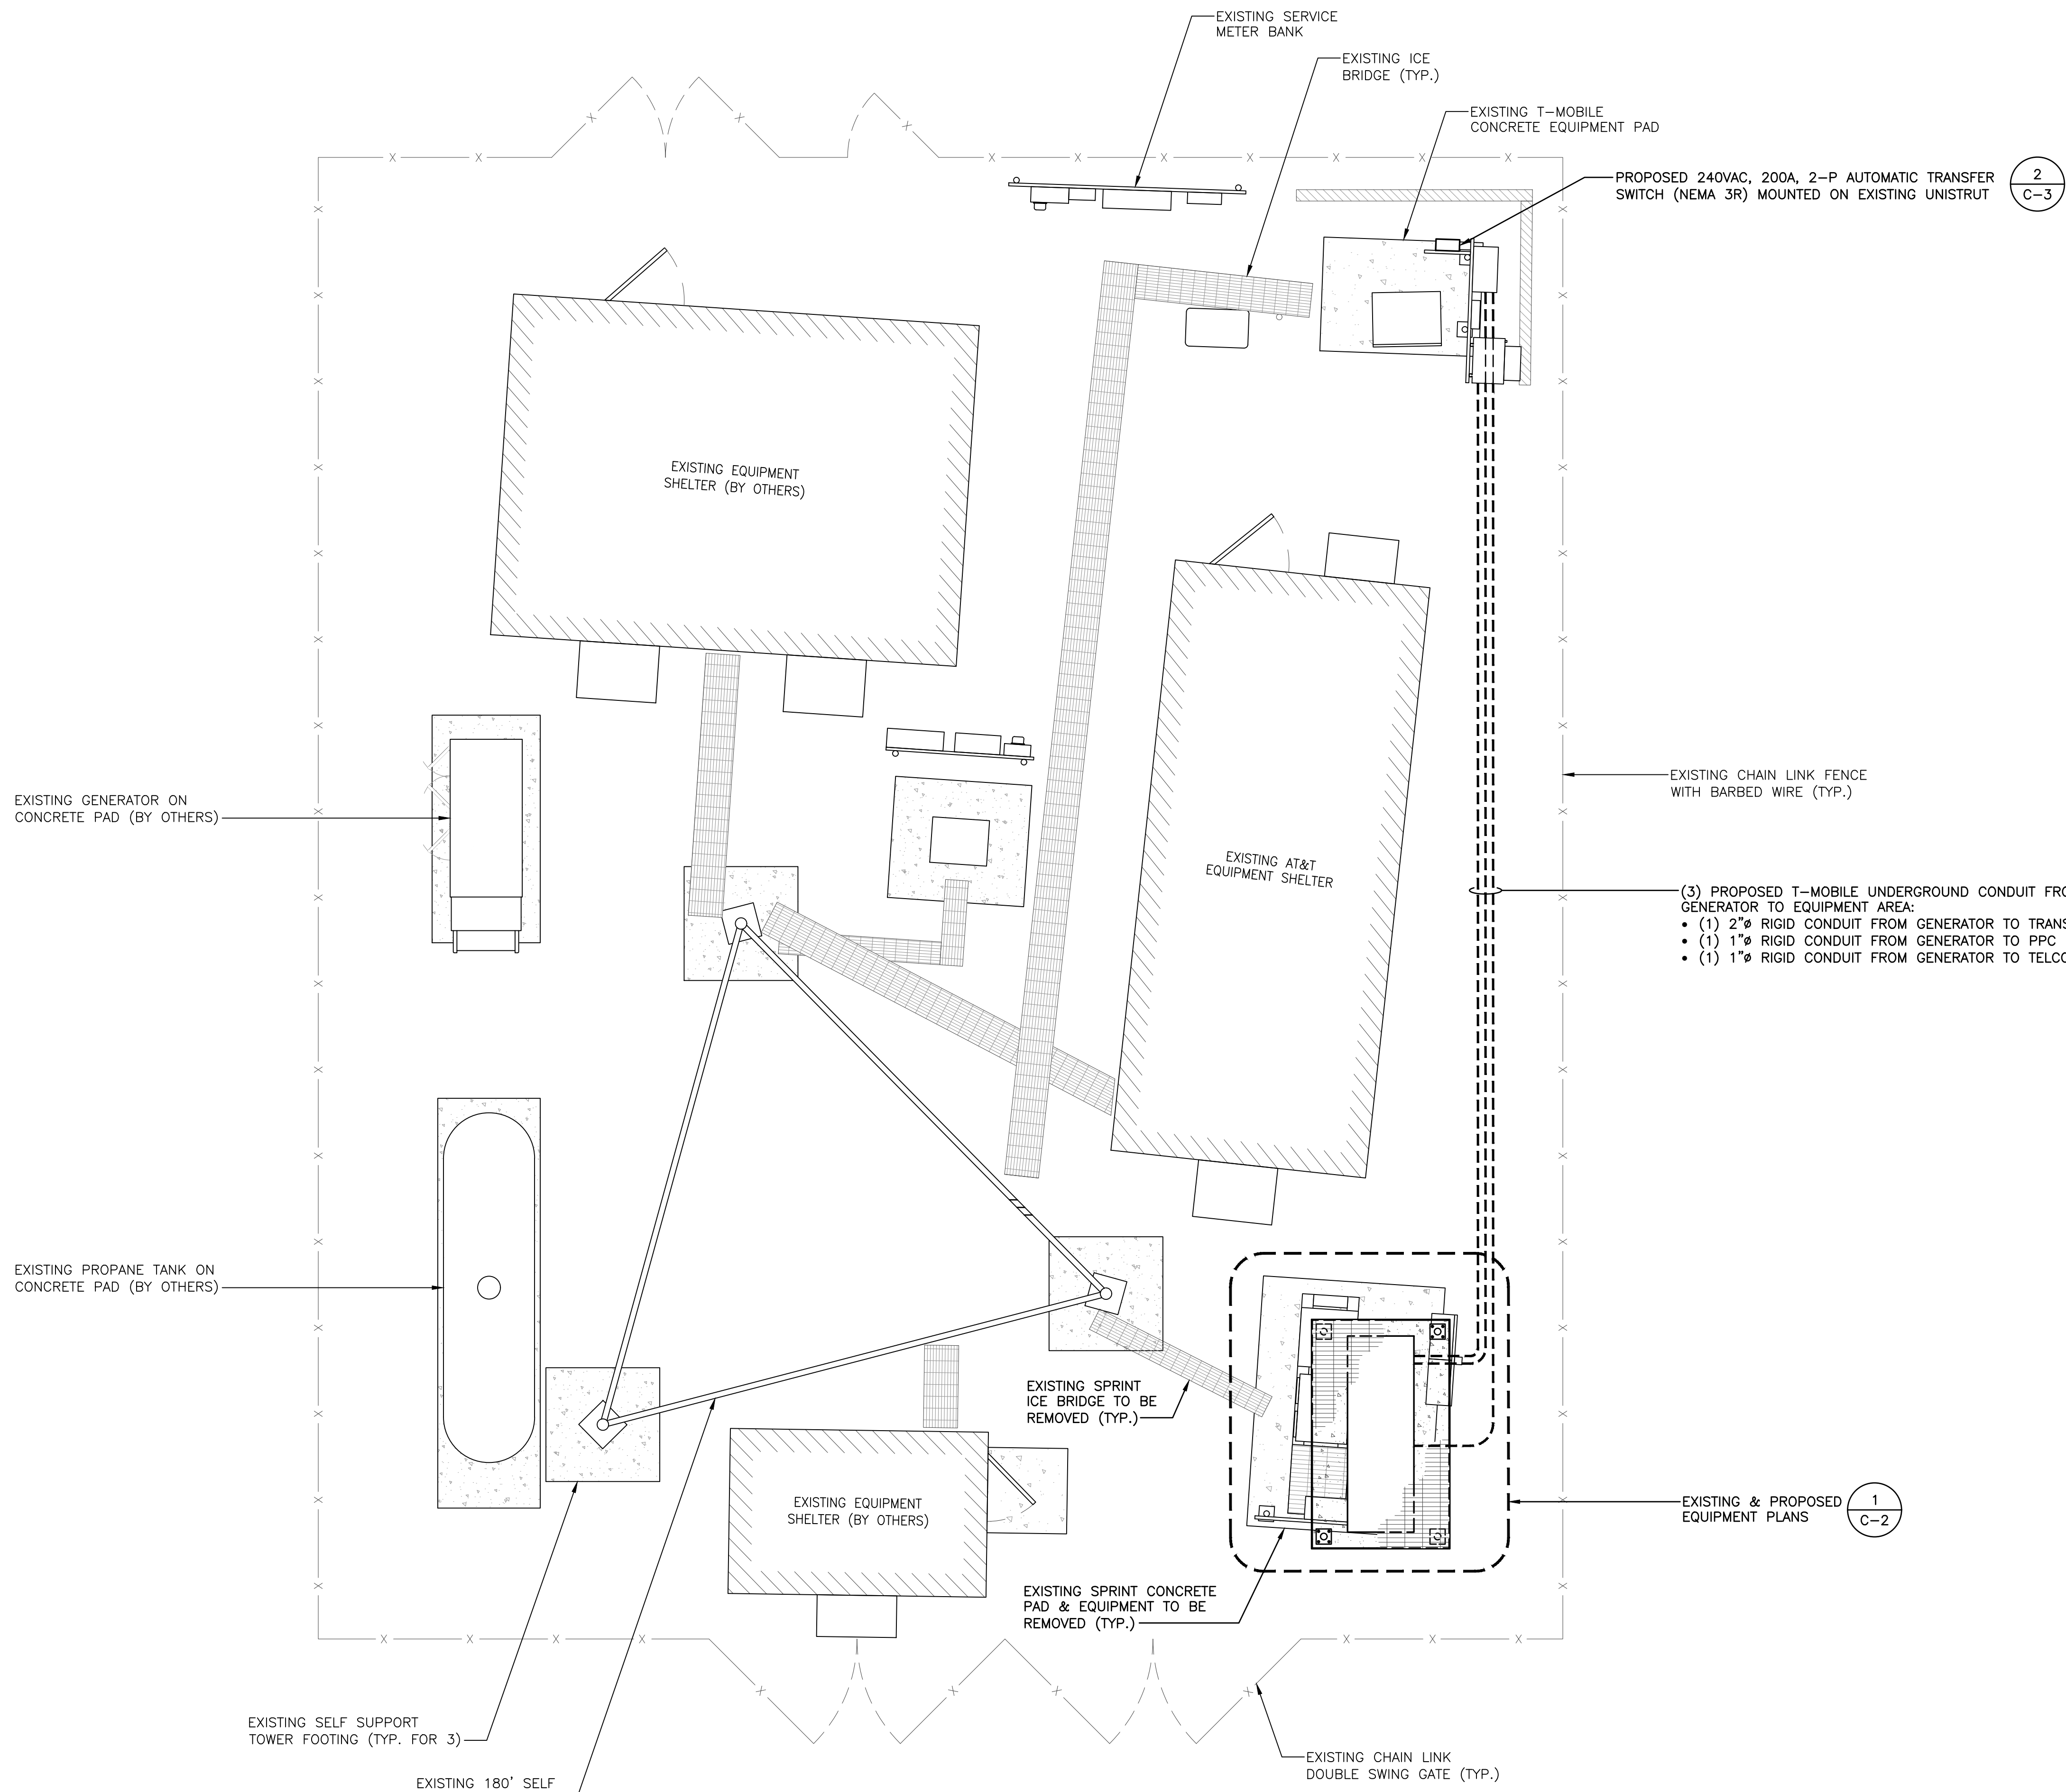 EXISTING SERVICE
METER BANK
EXISTING ICE
BRIDGE (TYP.)
EXISTING T-MOBILE
CONCRETE EQUIPMENT PAD
PROPOSED 240VAC, 200A, 2-P AUTOMATIC TRANSFER
SWITCH (NEMA 3R) MOUNTED ON EXISTING UNISTRUT
2
C-3
EXISTING EQUIPMENT
SHELTER (BY OTHERS)
EXISTING CHAIN LINK FENCE
WITH BARBED WIRE (TYP.)
EXISTING GENERATOR ON
CONCRETE PAD (BY OTHERS)
EXISTING AT&T
EQUIPMENT SHELTER
(3) PROPOSED T-MOBILE UNDERGROUND CONDUIT
GENERATOR TO EQUIPMENT AREA:
• (1) 2"ø RIGID CONDUIT FROM GENERATOR TO
• (1) 1"ø RIGID CONDUIT FROM GENERATOR TO PPC
• (1) 1"ø RIGID CONDUIT FROM GENERATOR TO
EXISTING PROPANE TANK ON
CONCRETE PAD (BY OTHERS)
EXISTING SPRINT
ICE BRIDGE TO BE
REMOVED (TYP.)
EXISTING EQUIPMENT
SHELTER (BY OTHERS)
EXISTING & PROPOSED
EQUIPMENT PLANS
1
C-2
EXISTING SPRINT CONCRETE
PAD & EQUIPMENT TO BE
REMOVED (TYP.)
EXISTING SELF SUPPORT
TOWER FOOTING (TYP. FOR 3)
EXISTING 180' SELF
EXISTING CHAIN LINK
DOUBLE SWING GATE (TYP.)